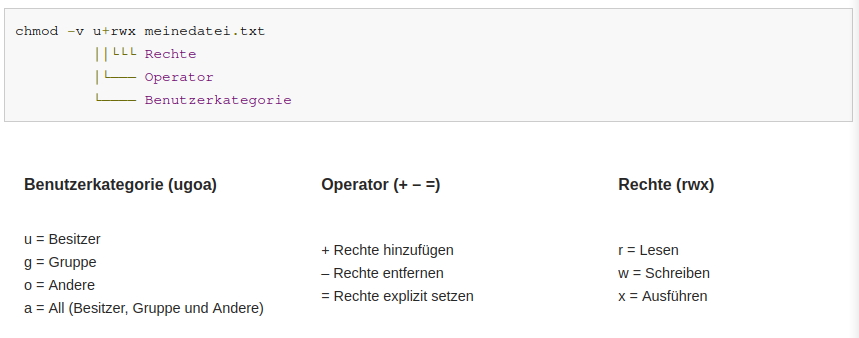 chmod -v u+rwx meinedatei.txt
││└└└ Rechte
│└─── Operator
└──── Benutzerkategorie
Benutzerkategorie (ugoa)
u = Besitzer
g = Gruppe
o = Andere
a = All (Besitzer, Gruppe und Andere)
Operator (+ – =)
+ Rechte hinzufügen
– Rechte entfernen
= Rechte explizit setzen
Rechte (rwx)
r = Lesen
w = Schreiben
x = Ausführen